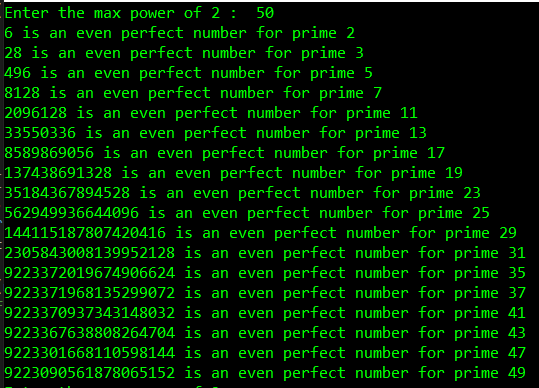 Enter the max power of 2 :  50
6 is an even perfect number for prime 2
28 is an even perfect number for prime 3
496 is an even perfect number for prime 5
8128 is an even perfect number for prime 7
2096128 is an even perfect number for prime 11
33550336 is an even perfect number for prime 13
8589869056 is an even perfect number for prime 17
137438691328 is an even perfect number for prime 19
35184367894528 is an even perfect number for prime 23
562949936644096 is an even perfect number for prime 25
144115187807420416 is an even perfect number for prime 29
2305843008139952128 is an even perfect number for prime 31
9223372019674906624 is an even perfect number for prime 35
9223371968135299072 is an even perfect number for prime 37
9223370937343148032 is an even perfect number for prime 41
9223367638808264704 is an even perfect number for prime 43
9223301668110598144 is an even perfect number for prime 47
9223090561878065152 is an even perfect number for prime 49